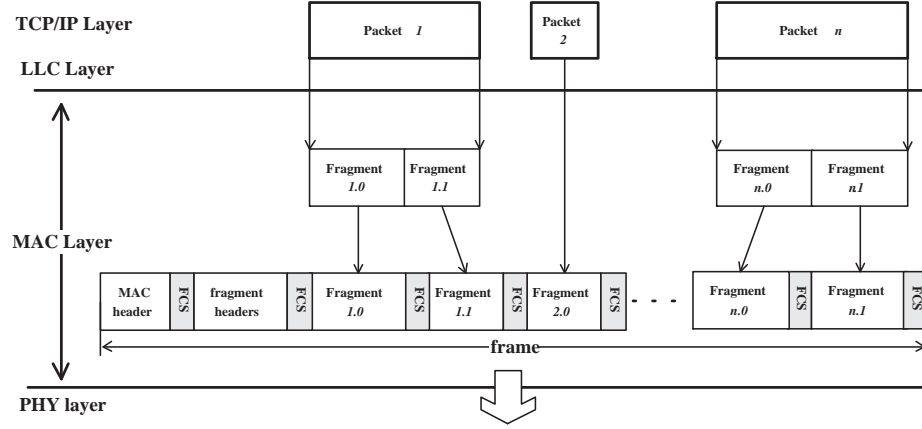 TCP/IP Layer
Packet 1
Packet
2
Packet n
LLC Layer
Fragment
1.0
Fragment
1.1
Fragment
n.0
Fragment
n.1
MAC Layer
MAC
header
FCS
fragment
headers
FCS
Fragment
1.0
FCS
Fragment
1.1
FCS
Fragment
2.0
FCS
- - - -
Fragment
n.0
FCS
Fragment
n.1
FCS
frame
PHY layer